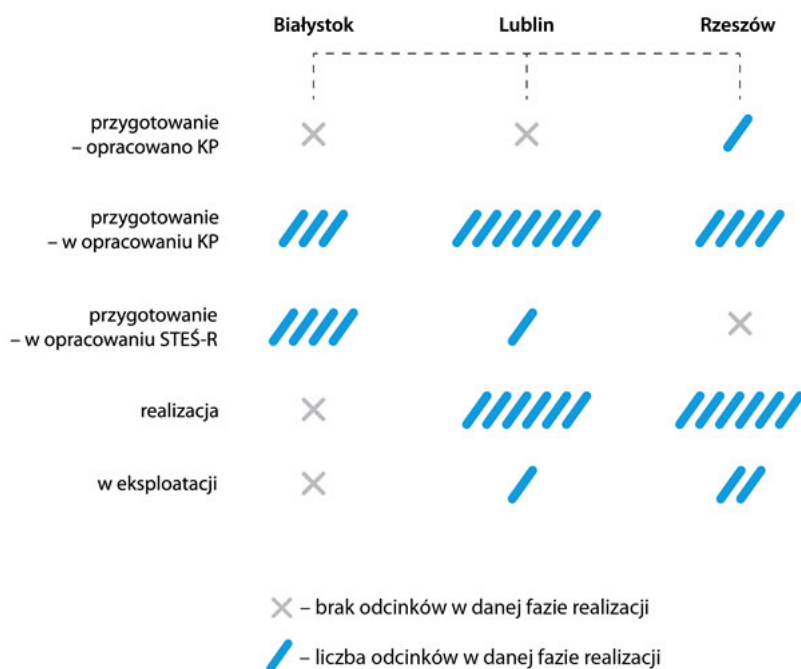 Białystok Lublin Rzeszów
przygotowanie
– opracowano KP
przygotowanie
– w opracowaniu KP
przygotowanie
– w opracowaniu STEŚ-R
realizacja
w eksploatacji
– brak odcinków w danej fazie realizacji
– liczba odcinków w danej fazie realizacji